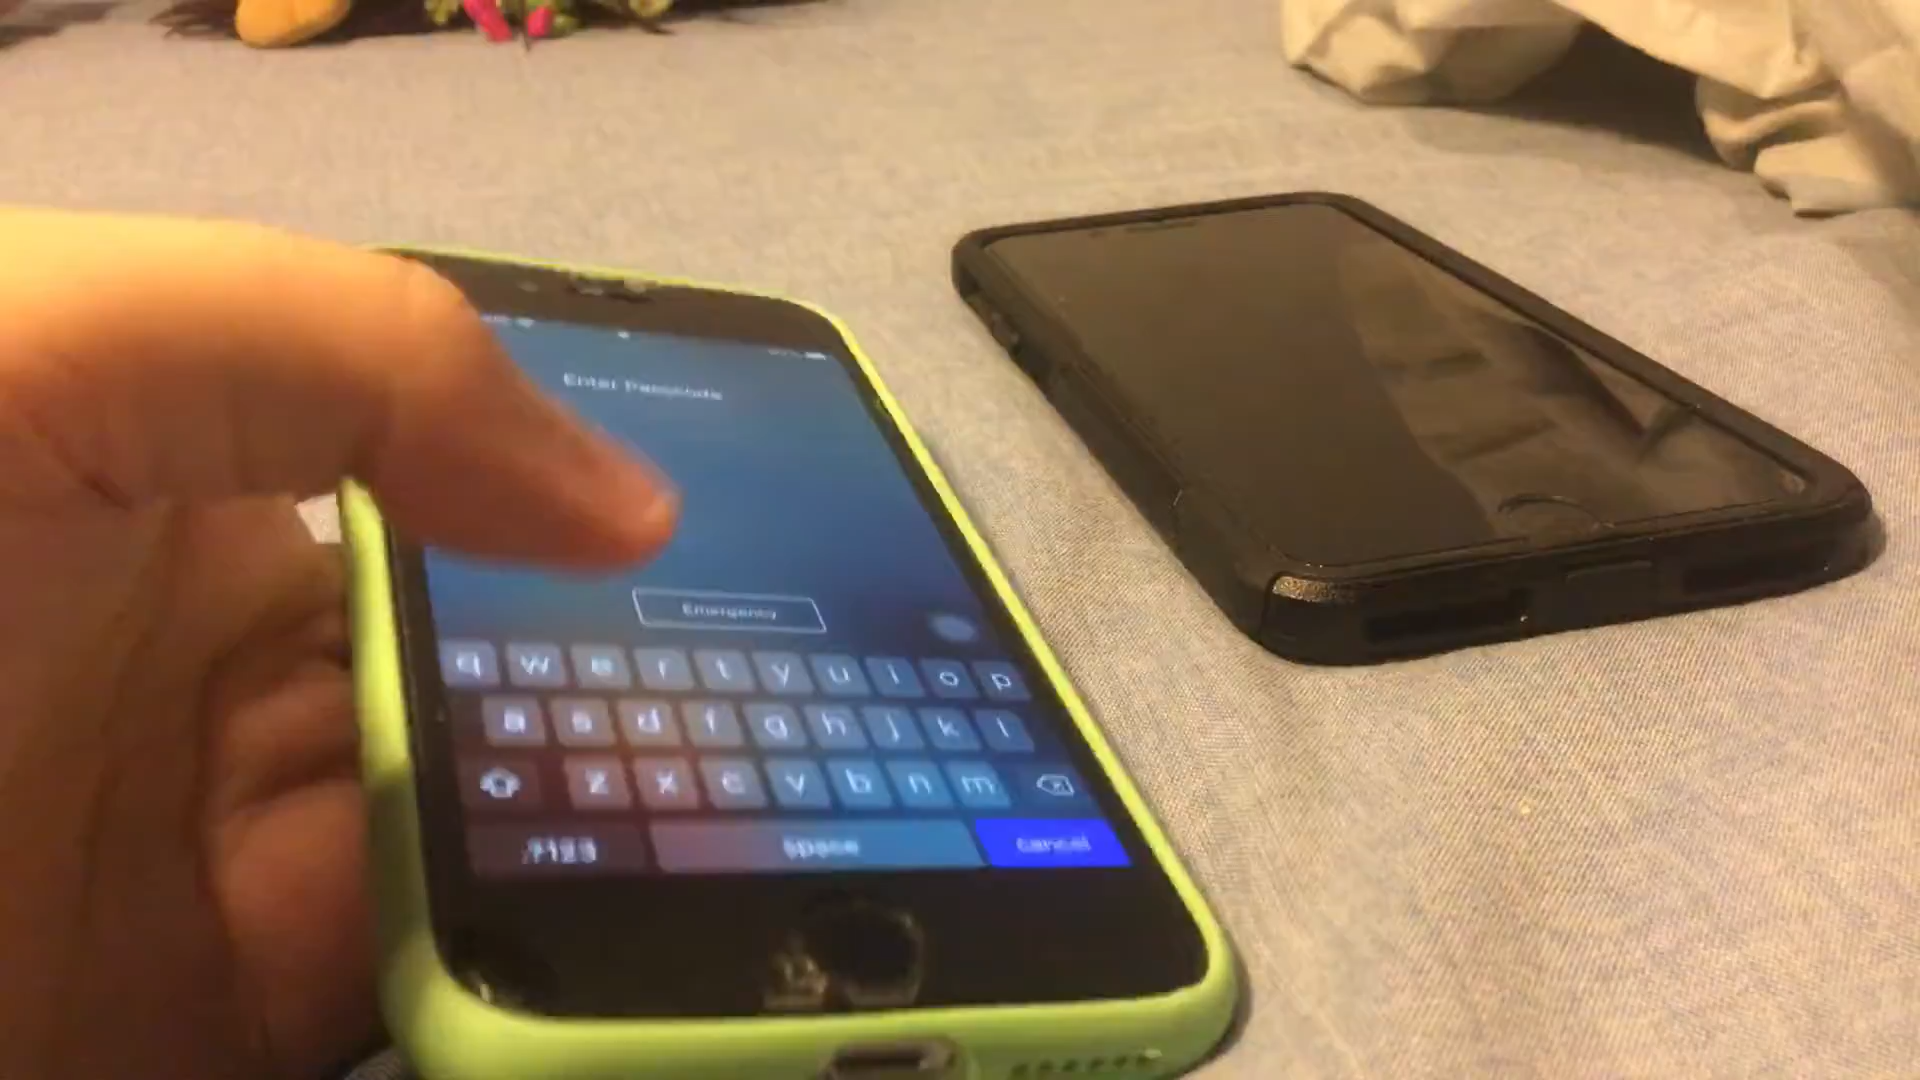 Enter Passcode
Emergency
q w e r t y u i o p
a s d f g h j k l
z x c v b n m
.?123 space cancel